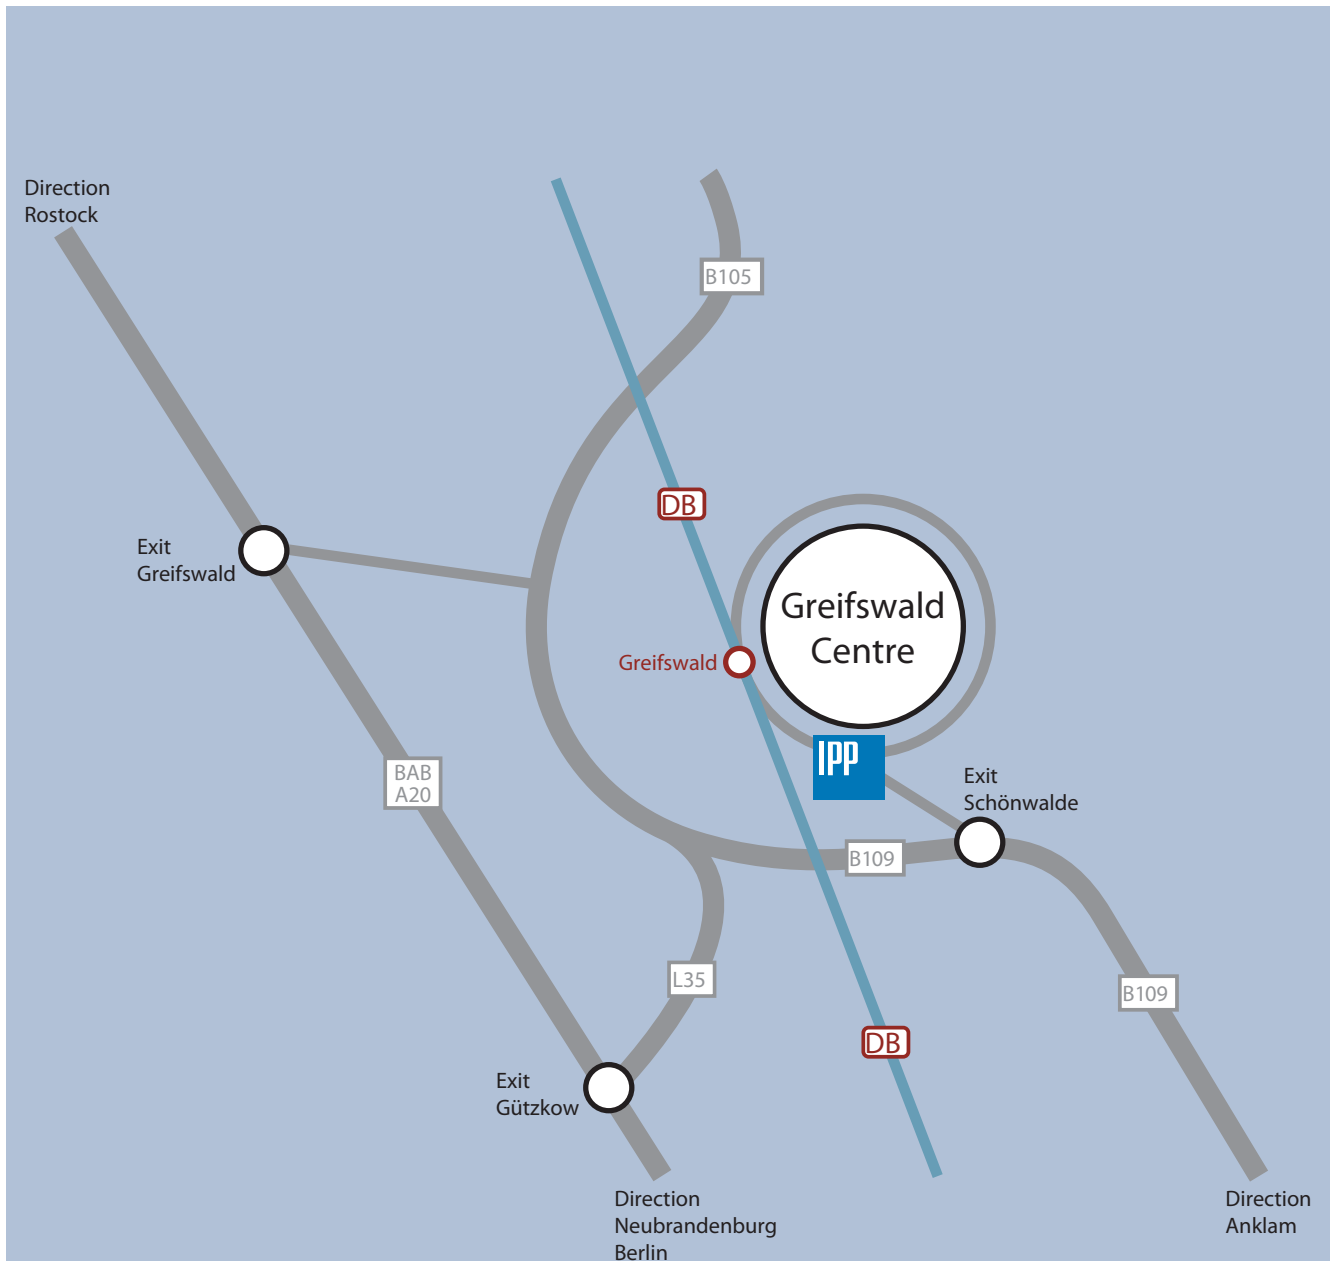 Direction
Rostock
B105
DB
Exit
Greifswald
Greifswald
Centre
Greifswald
IPP
BAB
A20
Exit
Schönwalde
B109
L35
B109
DB
Exit
Gützkow
Direction
Neubrandenburg
Berlin
Direction
Anklam